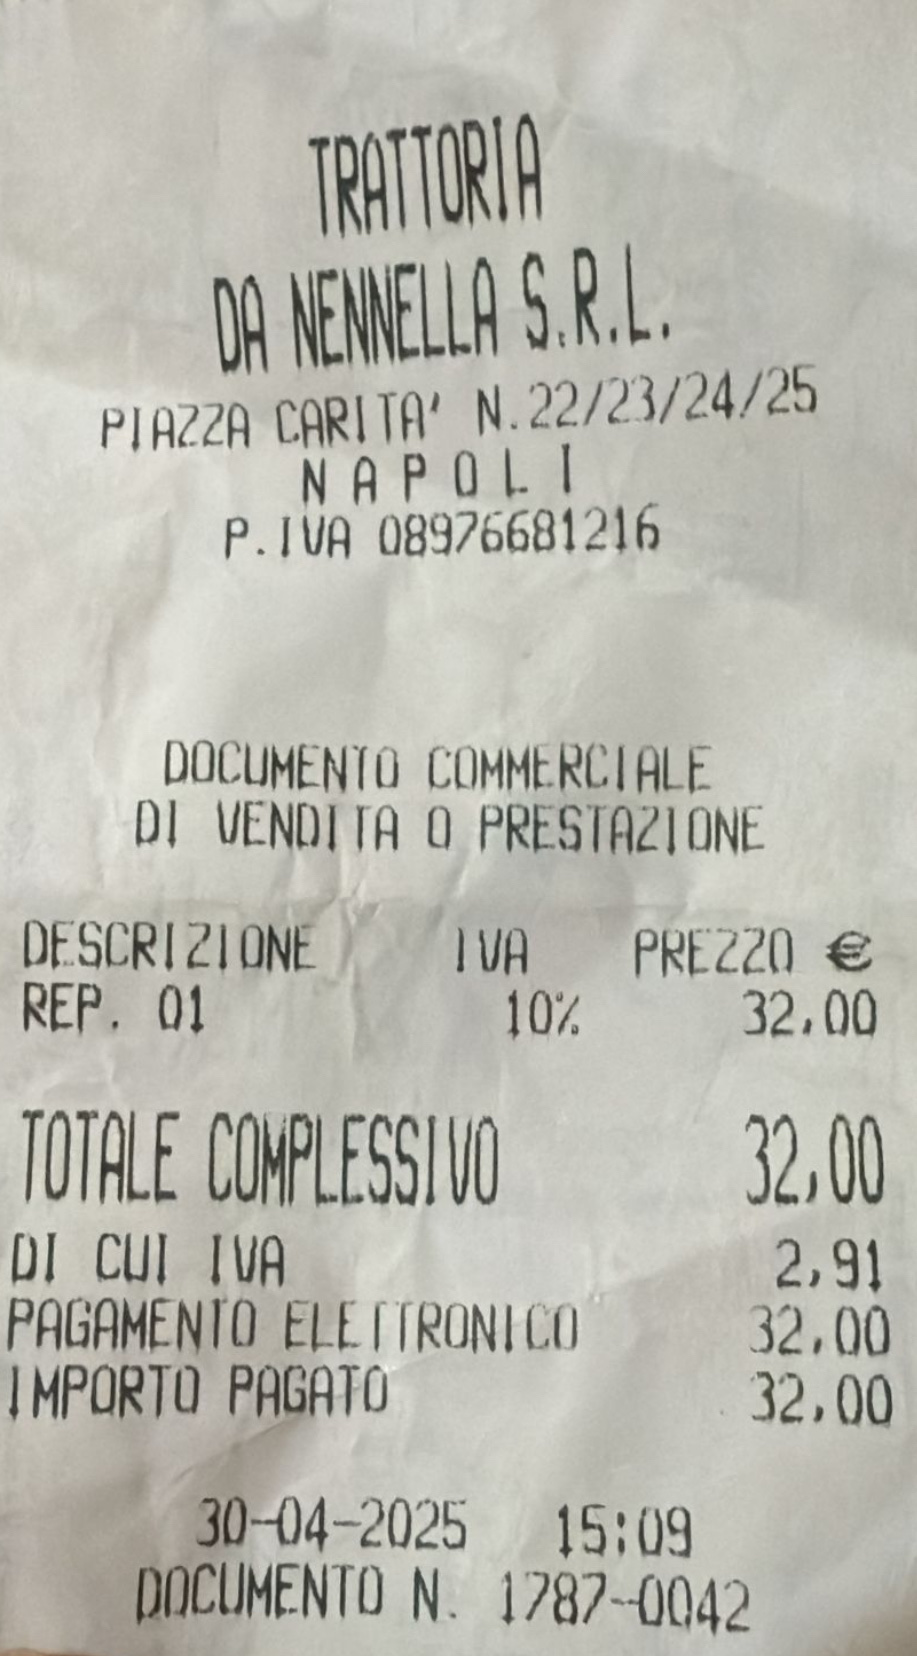 TRATTORIA
DA NENNELLA S.R.L.
PIAZZA CARITA' N.22/23/24/25
NAPOLI
P.IVA 08976681216
DOCUMENTO COMMERCIALE
DI VENDITA O PRESTAZIONE
DESCRIZIONE IVA PREZZO €
REP. 01 10% 32,00
TOTALE COMPLESSIVO 32,00
DI CUI IVA 2,91
PAGAMENTO ELETTRONICO 32,00
IMPORTO PAGATO 32,00
30-04-2025 15:09
DOCUMENTO N. 1787-0042